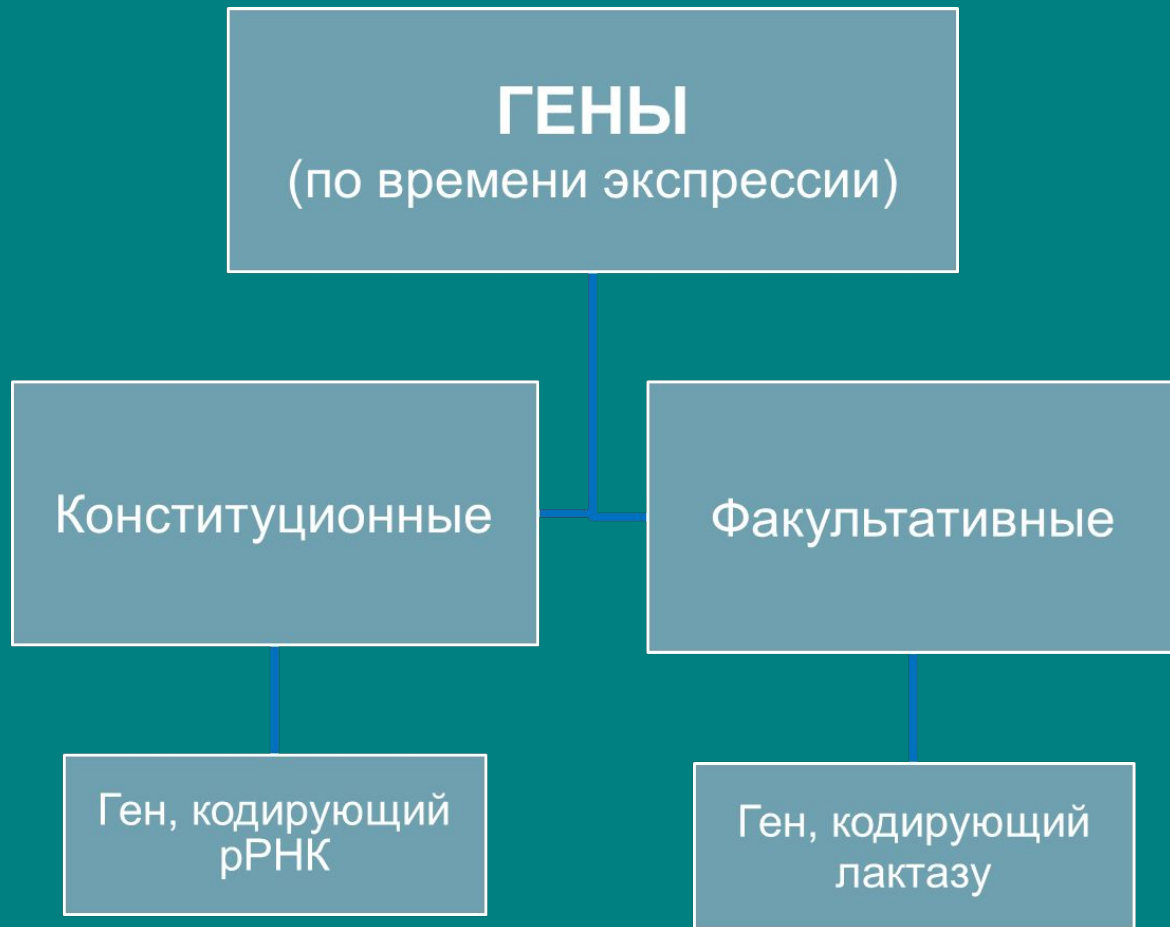 ГЕНЫ
(по времени экспрессии)
Конституционные
Факультативные
Ген, кодирующий
рРНК
Ген, кодирующий
лактазу